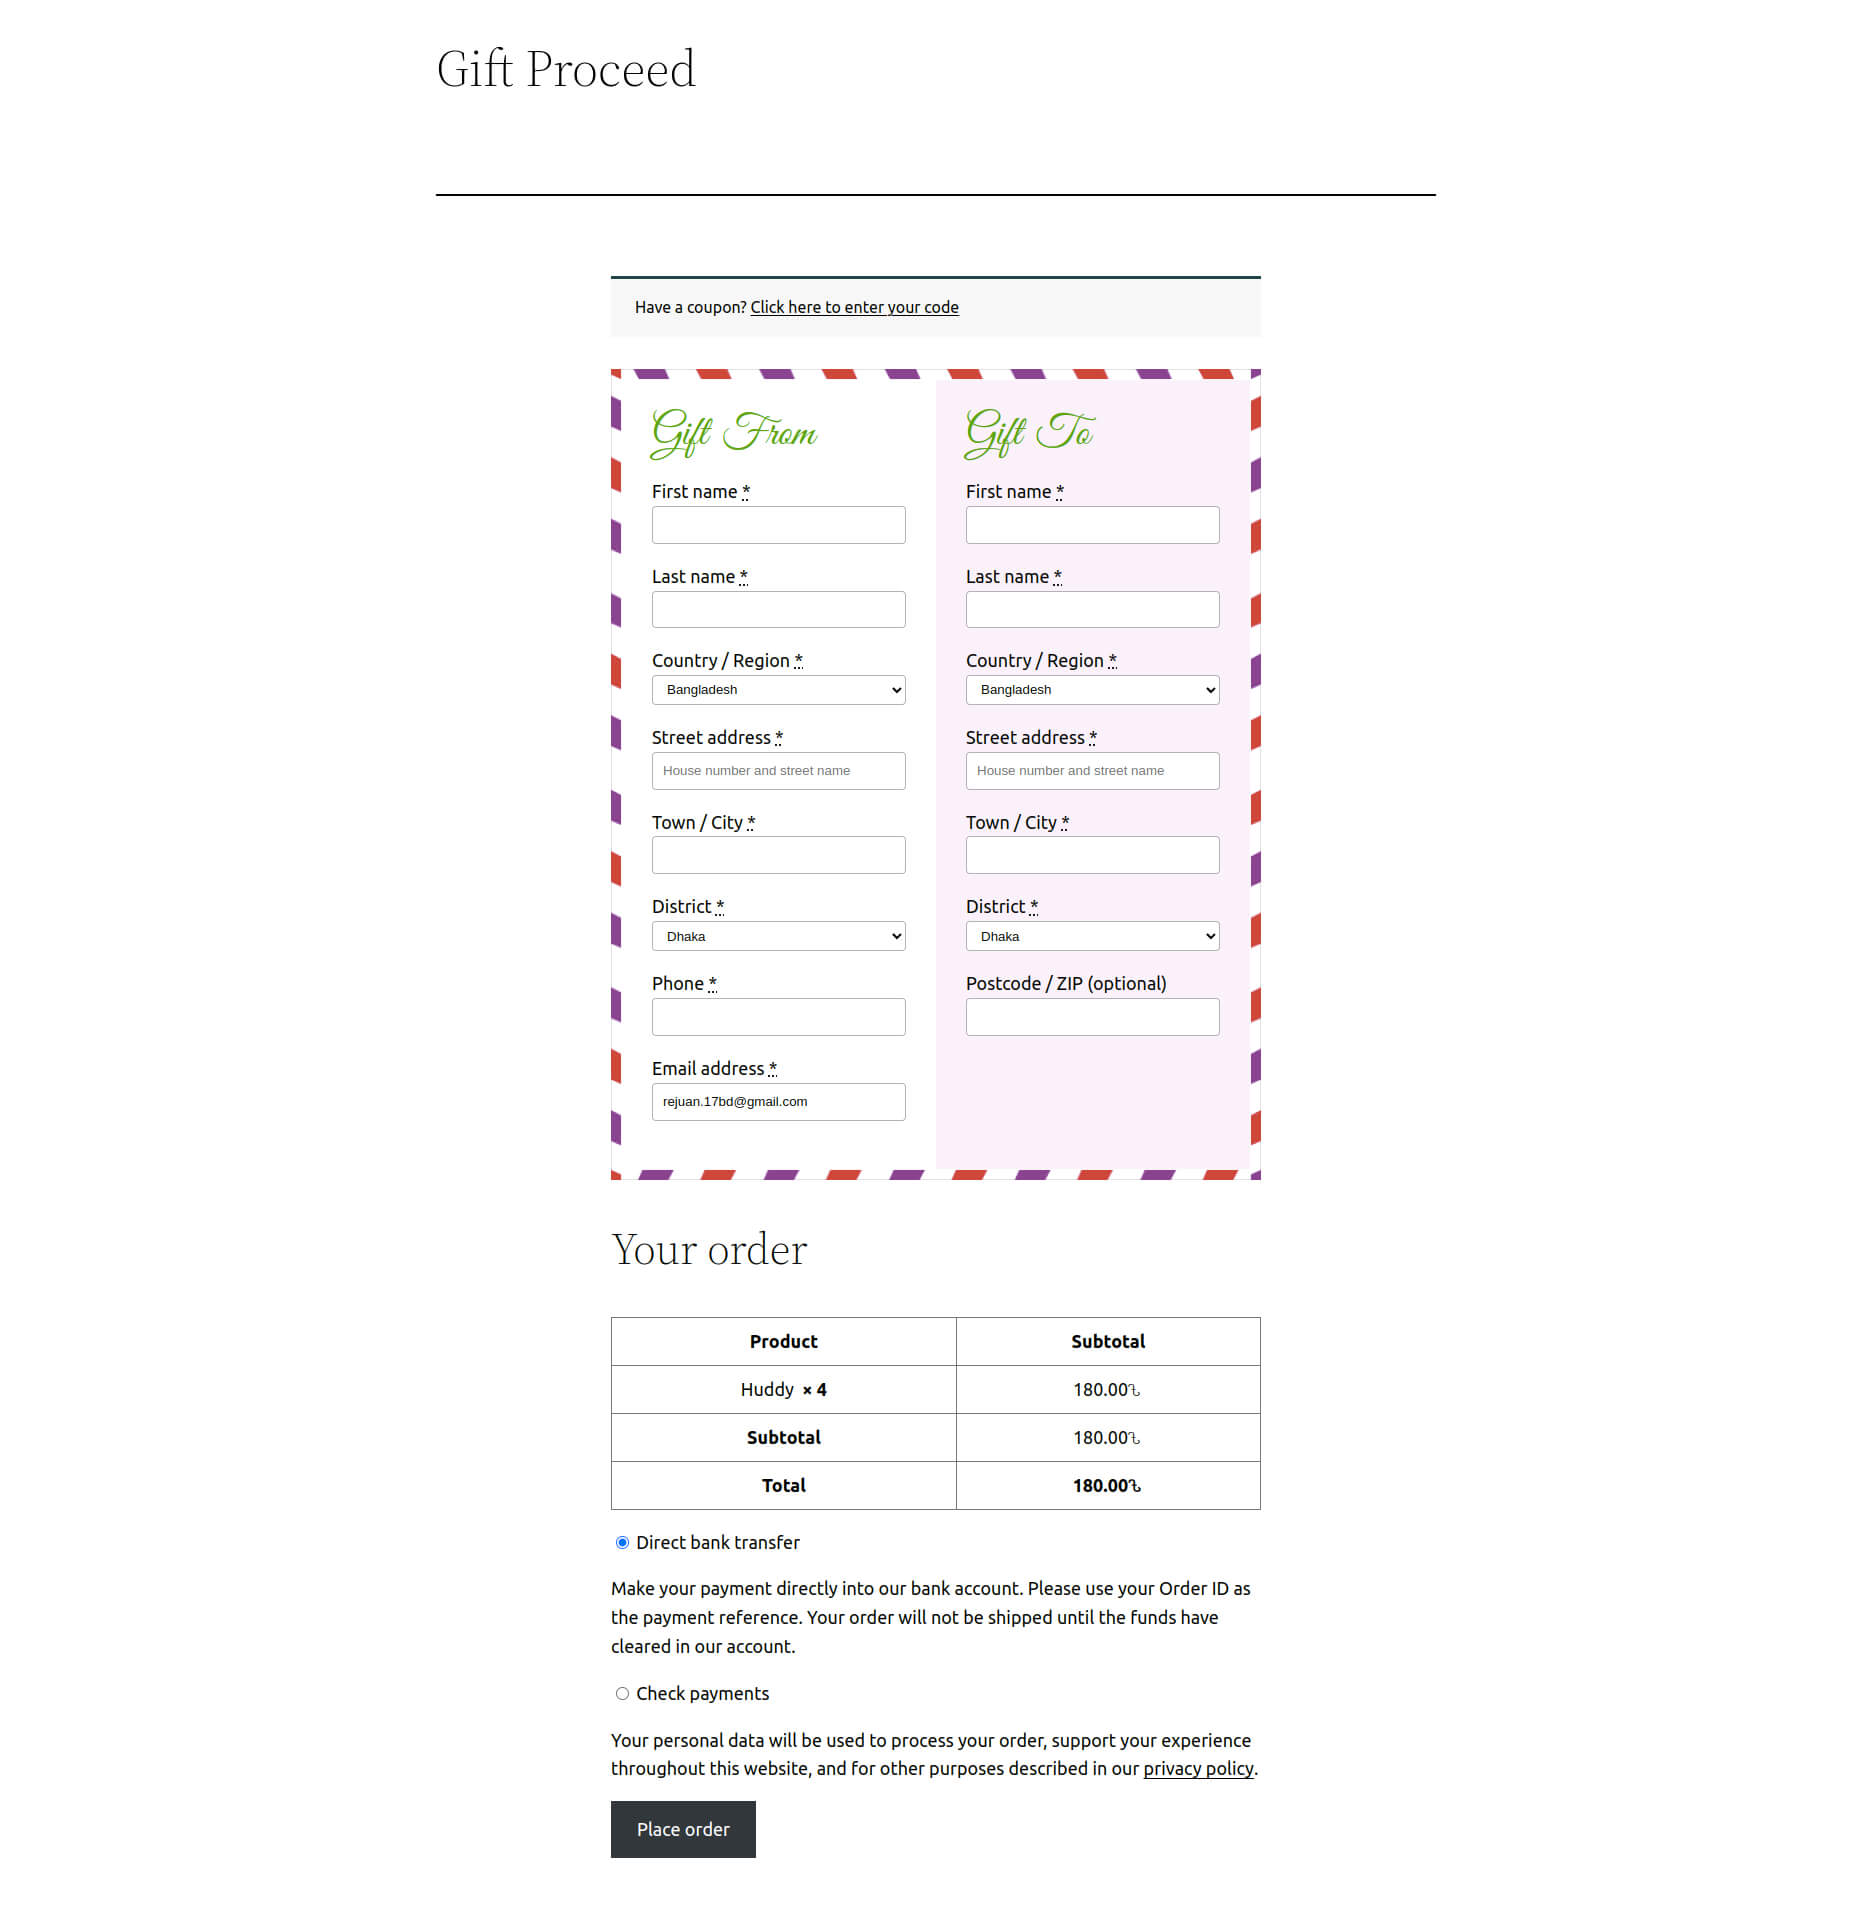 Gift Proceed
Have a coupon? Click here to enter your code
Gift From
First name *
Last name *
Country / Region *
Bangladesh
Street address *
House number and street name
Town / City *
District *
Dhaka
Phone *
Email address *
rejuan.17bd@gmail.com
Gift To
First name *
Last name *
Country / Region *
Bangladesh
Street address *
House number and street name
Town / City *
District *
Dhaka
Postcode / ZIP (optional)
Your order
Product Subtotal
Huddy × 4 180.00৳
Subtotal 180.00৳
Total 180.00৳
Direct bank transfer
Make your payment directly into our bank account. Please use your Order ID as
the payment reference. Your order will not be shipped until the funds have
cleared in our account.
Check payments
Your personal data will be used to process your order, support your experience
throughout this website, and for other purposes described in our privacy policy.
Place order